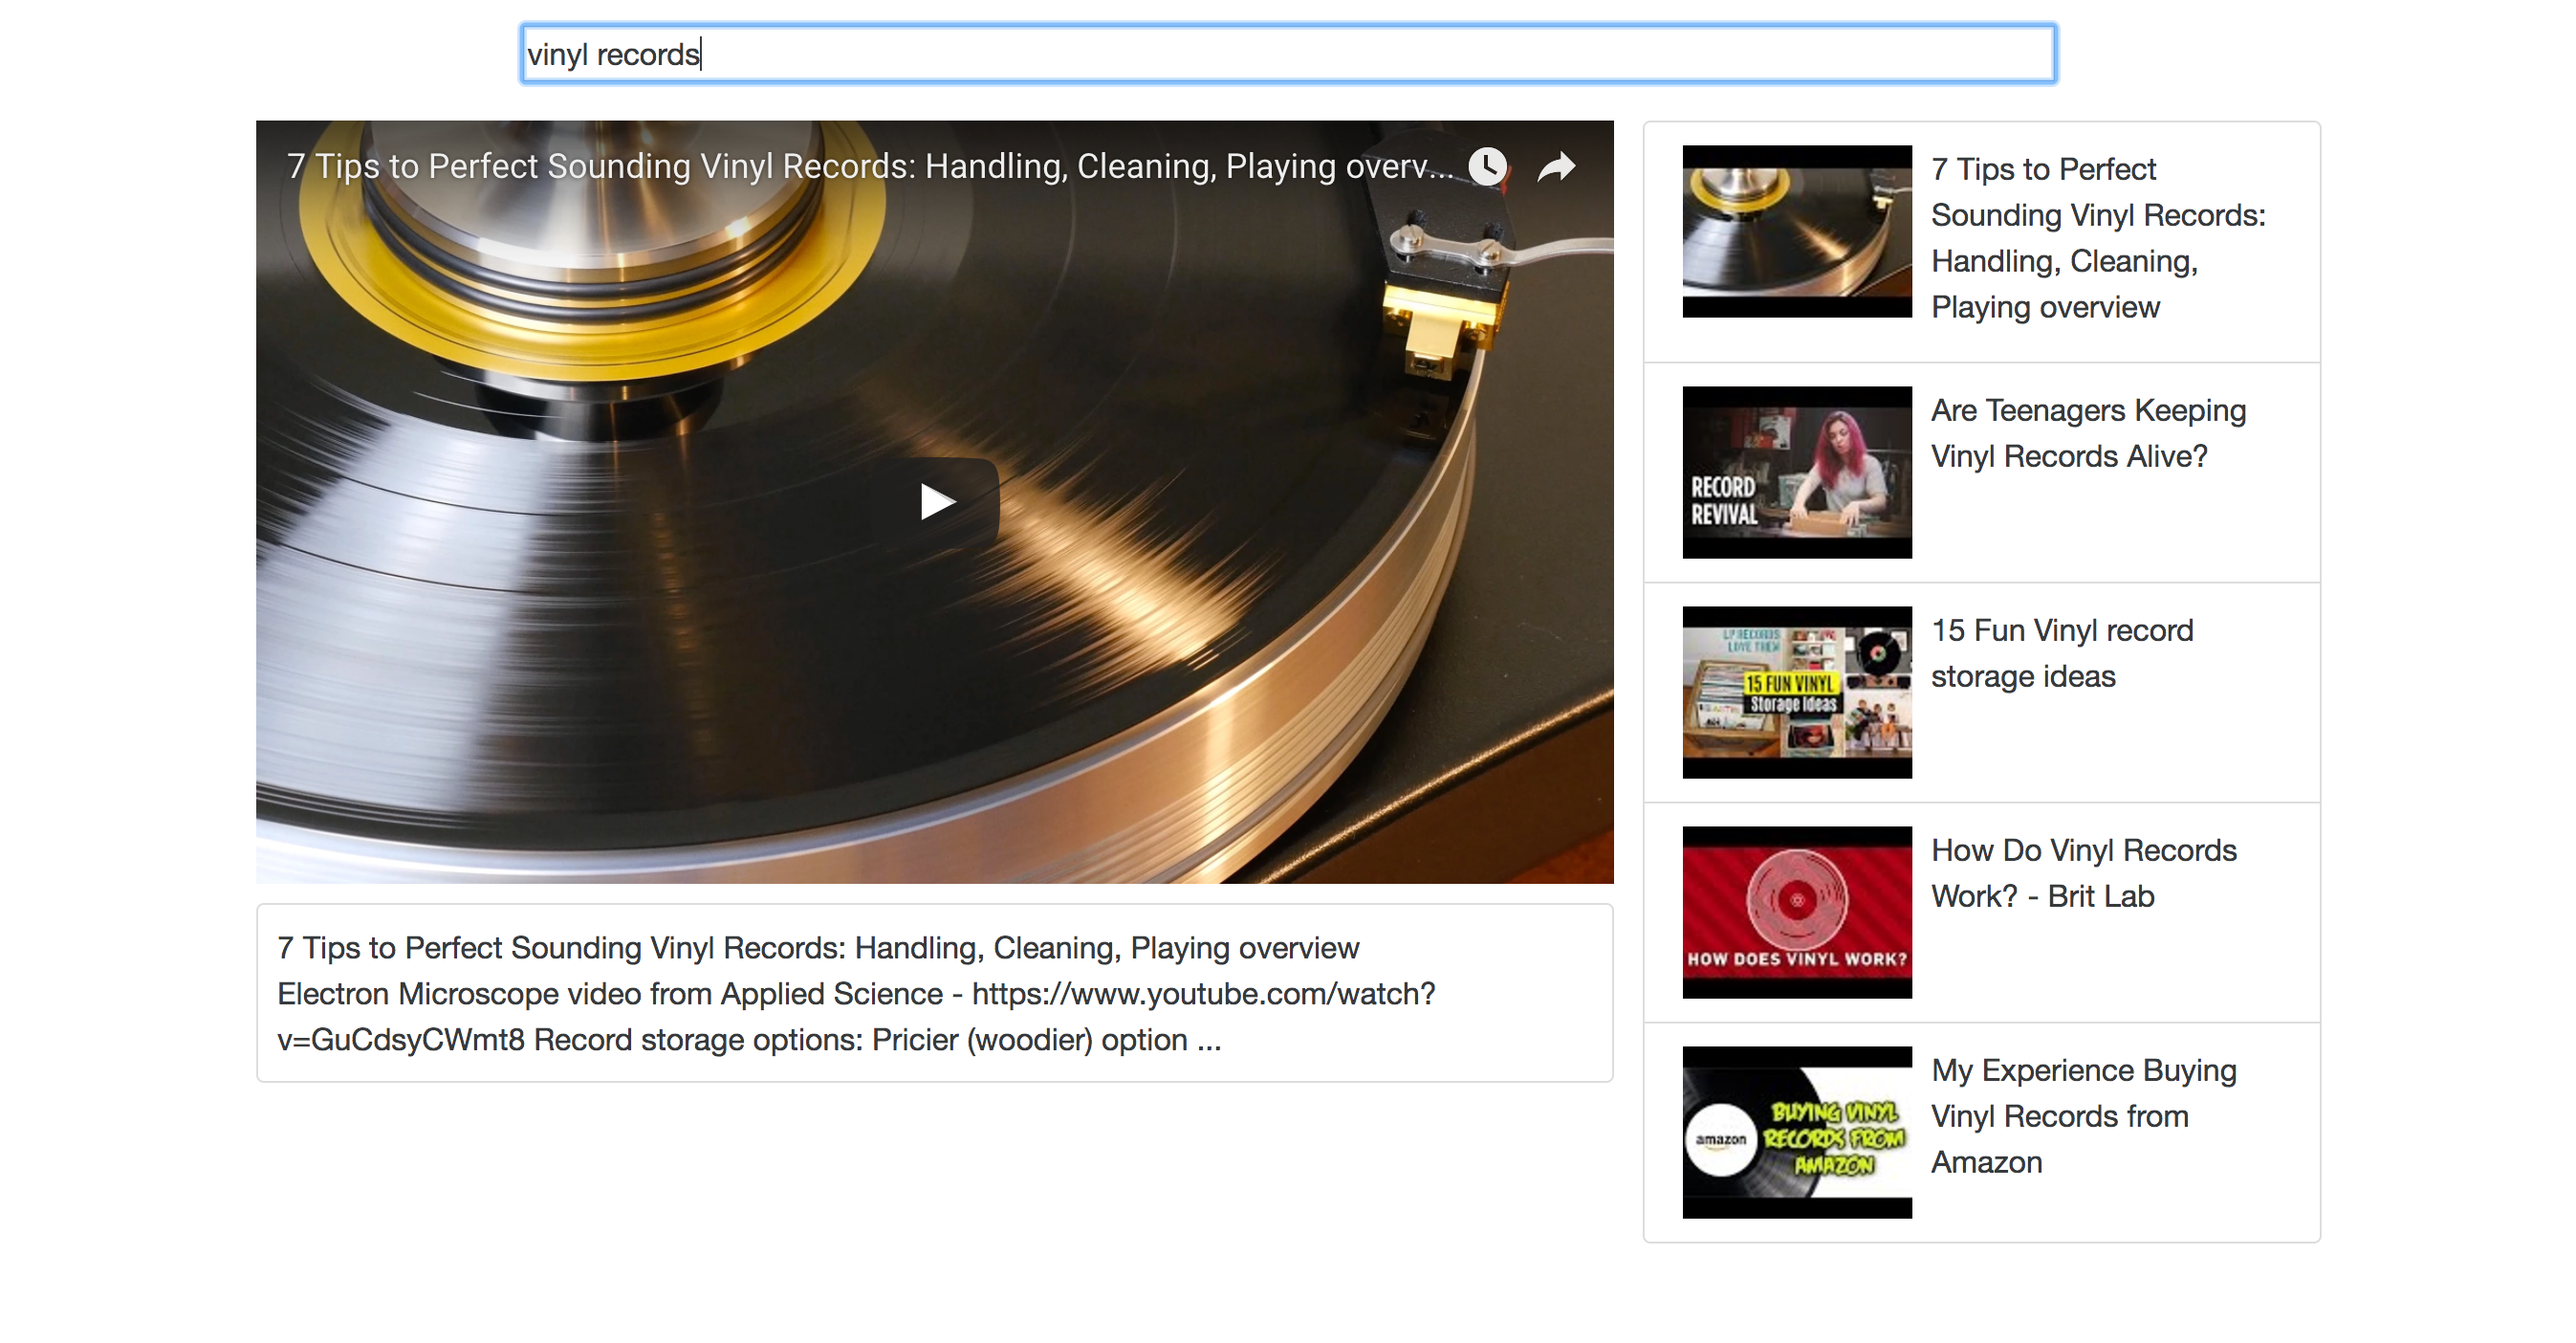 vinyl records
7 Tips to Perfect Sounding Vinyl Records: Handling, Cleaning, Playing overv...
7 Tips to Perfect Sounding Vinyl Records: Handling, Cleaning, Playing overview
Electron Microscope video from Applied Science - https://www.youtube.com/watch?
v=GuCdsyCWmt8 Record storage options: Pricier (woodier) option ...
7 Tips to Perfect
Sounding Vinyl Records:
Handling, Cleaning,
Playing overview
RECORD
REVIVAL
Are Teenagers Keeping
Vinyl Records Alive?
LP RECORDS
LOVE THEM
15 FUN VINYL
Storage Ideas
15 Fun Vinyl record
storage ideas
HOW DOES VINYL WORK?
How Do Vinyl Records
Work? - Brit Lab
amazon
BUYING VINYL
RECORDS FROM
AMAZON
My Experience Buying
Vinyl Records from
Amazon